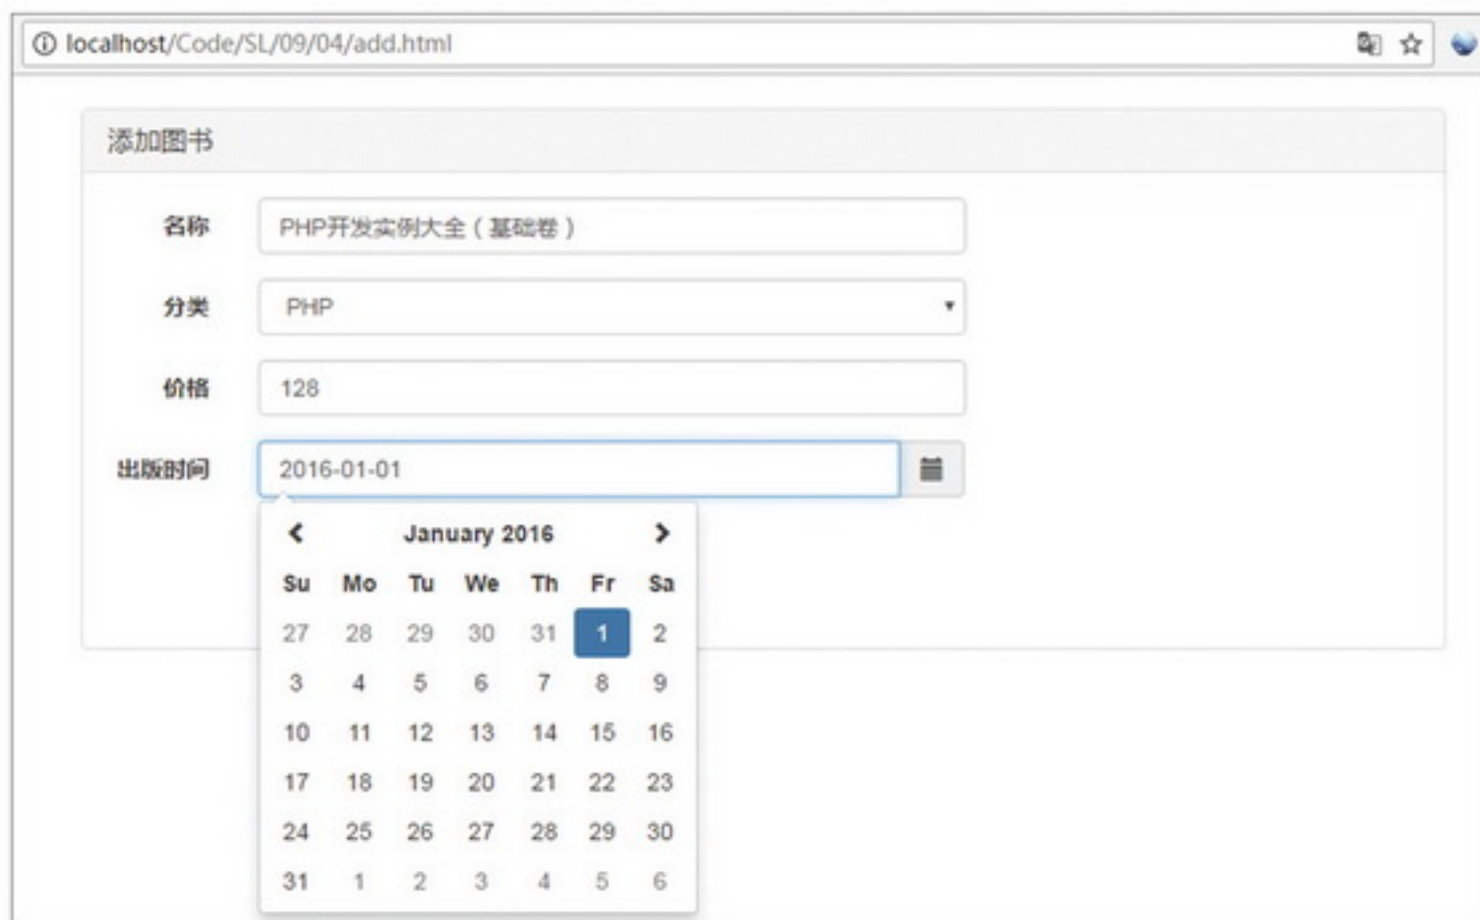 localhost/Code/SL/09/04/add.html
添加图书
名称 PHP开发实例大全（基础卷）
分类 PHP
价格 128
出版时间 2016-01-01
January 2016
Su Mo Tu We Th Fr Sa
27 28 29 30 31 1 2
3 4 5 6 7 8 9
10 11 12 13 14 15 16
17 18 19 20 21 22 23
24 25 26 27 28 29 30
31 1 2 3 4 5 6